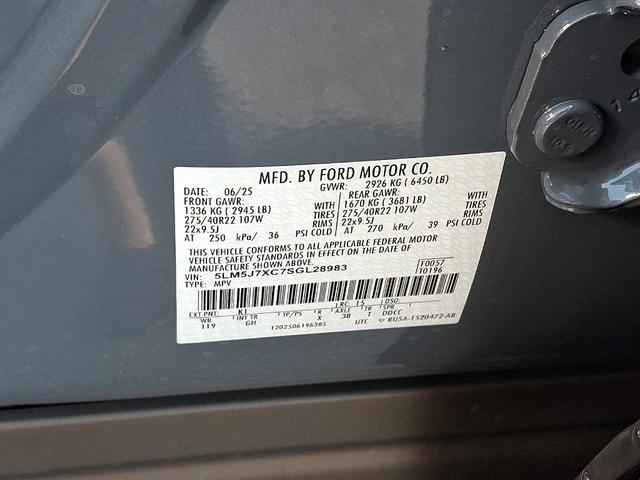 MFD. BY FORD MOTOR CO.
DATE: 06/25 GVWR: 2926 KG ( 6450 LB)
FRONT GAWR: REAR GAWR:
1336 KG ( 2945 LB) WITH 1670 KG ( 3681 LB) WITH
275/40R22 107W TIRES 275/40R22 107W TIRES
22x9.5J RIMS 22x9.5J RIMS
AT 250 kPa/ 36 PSI COLD AT 270 kPa/ 39 PSI COLD
THIS VEHICLE CONFORMS TO ALL APPLICABLE FEDERAL MOTOR
VEHICLE SAFETY STANDARDS IN EFFECT ON THE DATE OF
MANUFACTURE SHOWN ABOVE.
VIN: 5LM5J7XC7SGL28983 F0057
TYPE: MPV T0196
EXT PNT: K1 RC: 15 DSO:
WB INT TR TP/PS R AXLE TR SPR
119 GH X 3B T DDCC
1202506196385 UTC ▽ RUSA-1520472-AB
14